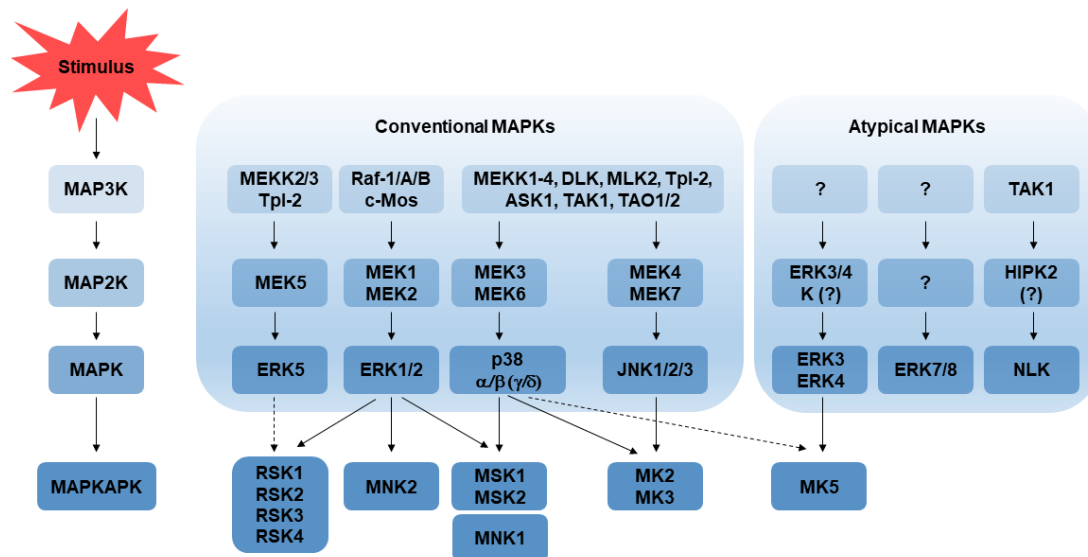 Stimulus
Conventional MAPKs
Atypical MAPKs
MAP3K
MEKK2/3
Tpl-2
Raf-1/A/B
c-Mos
MEKK1-4, DLK, MLK2, Tpl-2,
ASK1, TAK1, TAO1/2
?
?
TAK1
MAP2K
MEK5
MEK1
MEK2
MEK3
MEK6
MEK4
MEK7
ERK3/4
K (?)
?
HIPK2
(?)
MAPK
ERK5
ERK1/2
p38
α/β(γ/δ)
JNK1/2/3
ERK3
ERK4
ERK7/8
NLK
MAPKAPK
RSK1
RSK2
RSK3
RSK4
MNK2
MSK1
MSK2
MNK1
MK2
MK3
MK5